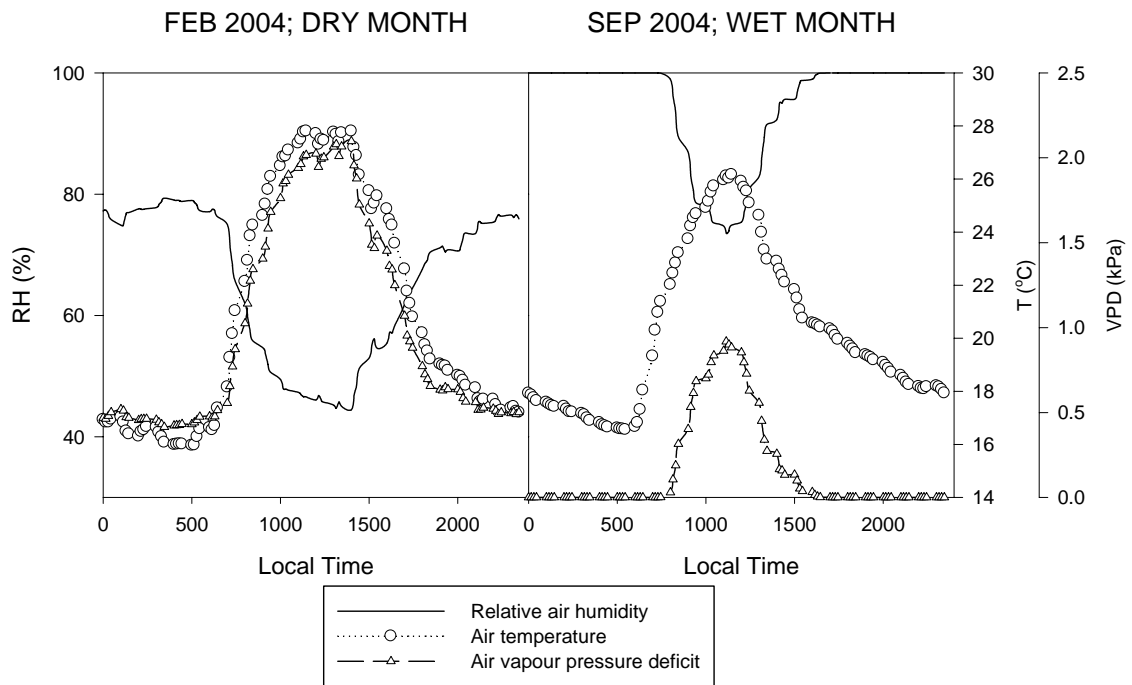 FEB 2004; DRY MONTH
SEP 2004; WET MONTH
RH (%)
100
80
60
40
0
500
1000
1500
2000
Local Time
0
500
1000
1500
2000
Local Time
30
28
26
24
22
20
18
16
14
T (°C)
2.5
2.0
1.5
1.0
0.5
0.0
VPD (kPa)
Relative air humidity
Air temperature
Air vapour pressure deficit